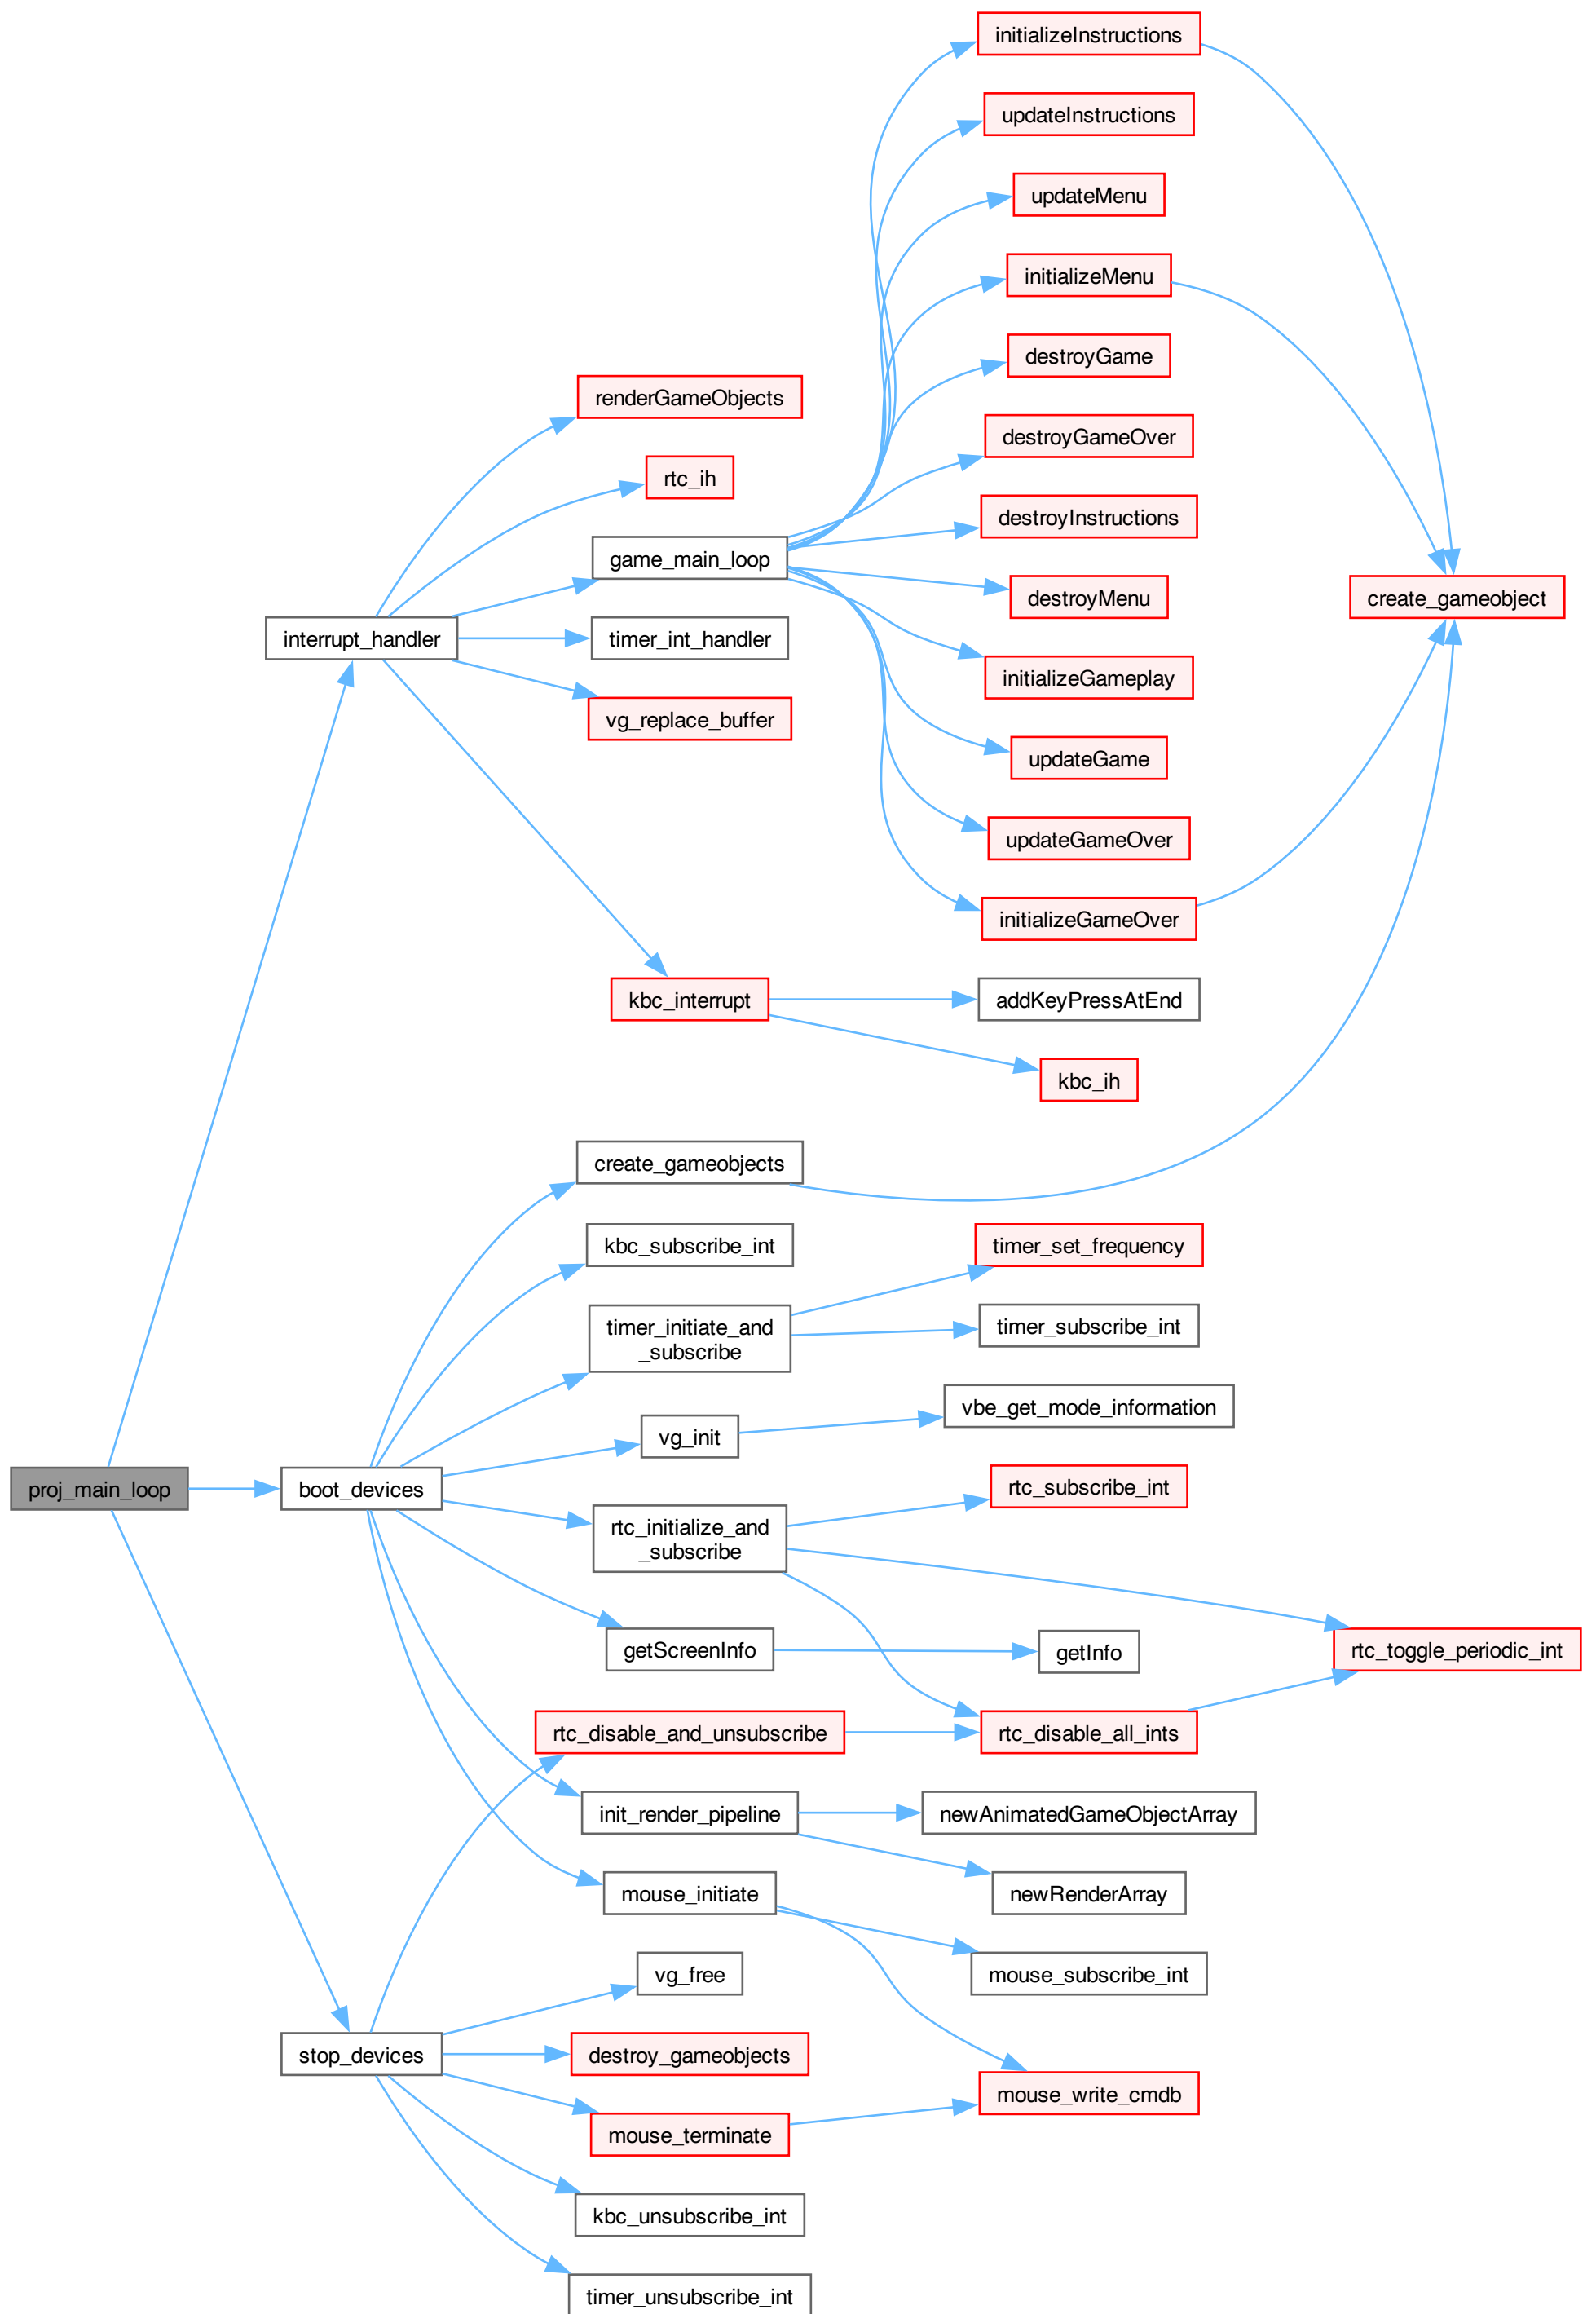 initializeInstructions
updateInstructions
updateMenu
initializeMenu
destroyGame
renderGameObjects
destroyGameOver
rtc_ih
destroyInstructions
game_main_loop
destroyMenu
create_gameobject
interrupt_handler
timer_int_handler
initializeGameplay
vg_replace_buffer
updateGame
updateGameOver
initializeGameOver
kbc_interrupt
addKeyPressAtEnd
kbc_ih
create_gameobjects
kbc_subscribe_int
timer_set_frequency
timer_initiate_and
_subscribe
timer_subscribe_int
vg_init
vbe_get_mode_information
proj_main_loop
boot_devices
rtc_subscribe_int
rtc_initialize_and
_subscribe
getScreenInfo
getInfo
rtc_toggle_periodic_int
rtc_disable_and_unsubscribe
rtc_disable_all_ints
init_render_pipeline
newAnimatedGameObjectArray
mouse_initiate
newRenderArray
vg_free
mouse_subscribe_int
stop_devices
destroy_gameobjects
mouse_write_cmdb
mouse_terminate
kbc_unsubscribe_int
timer_unsubscribe_int